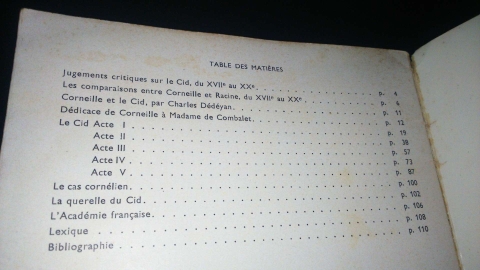 TABLE DES MATIÈRES
Jugements critiques sur le Cid, du XVIIe au XXe . . . . . . . p. 4
Les comparaisons entre Corneille et Racine, du XVIIe au XXe . . . . . . . p. 6
Corneille et le Cid, par Charles Dédéyan. . . . . . . . p. 11
Dédicace de Corneille à Madame de Combalet. . . . . . . . p. 12
Le Cid Acte I . . . . . . . p. 19
Acte II . . . . . . . p. 38
Acte III . . . . . . . p. 57
Acte IV . . . . . . . p. 73
Acte V . . . . . . . p. 87
Le cas cornélien. . . . . . . . p. 100
La querelle du Cid. . . . . . . . p. 102
L'Académie française. . . . . . . . p. 106
Lexique . . . . . . . p. 108
Bibliographie . . . . . . . p. 110